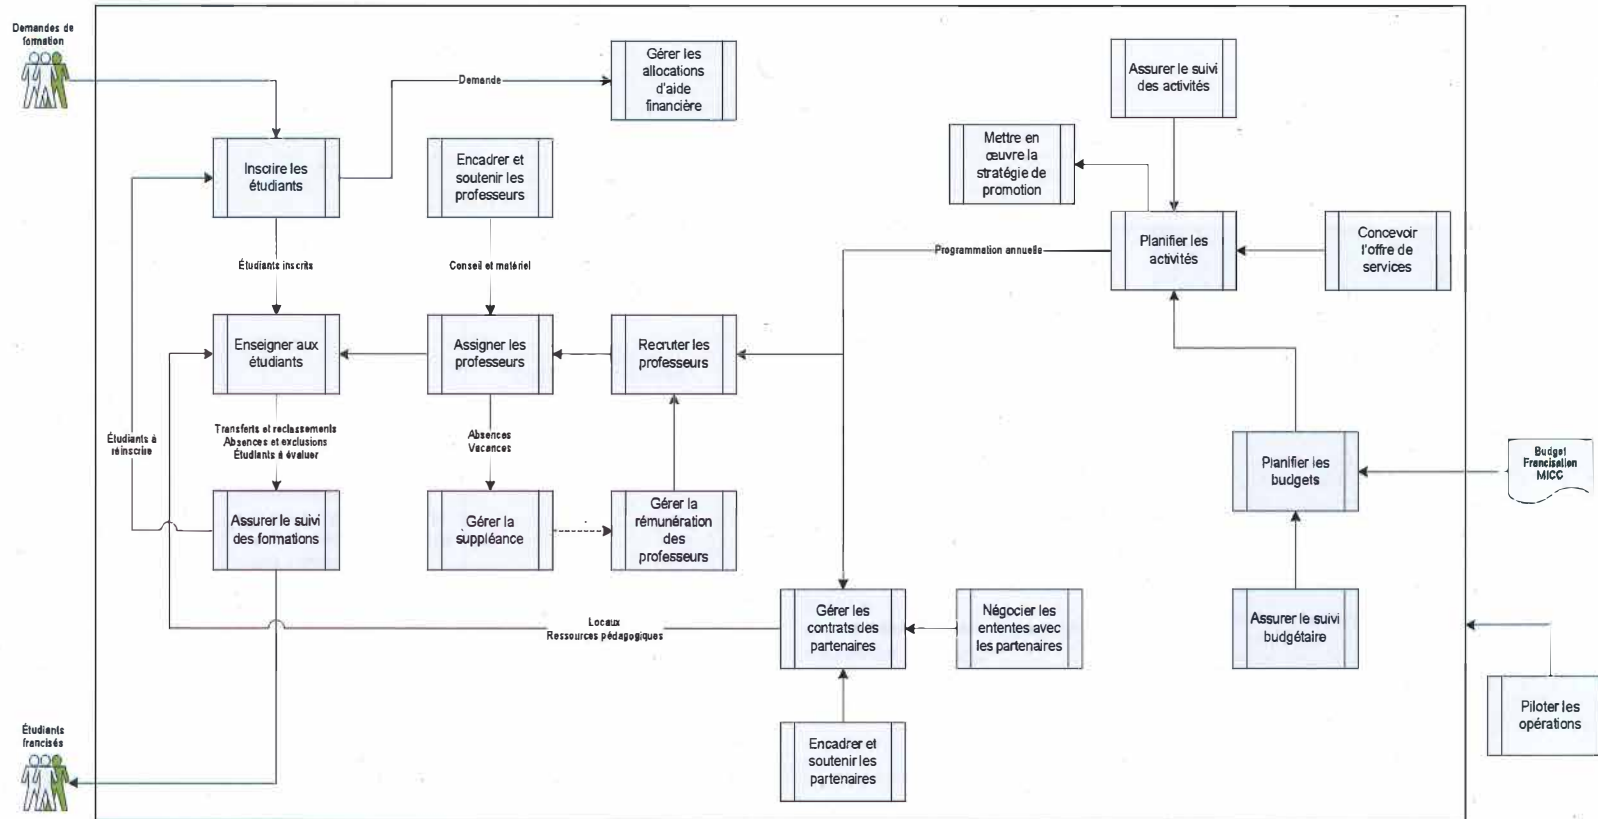 Demandes de
formation
Gérer les
allocations
d'aide
financière
Assurer le suivi
des activités
Demande
Inscrire les
étudiants
Encadrer et
soutenir les
professeurs
Mettre en
œuvre la
stratégie de
promotion
Planifier les
activités
Concevoir
l'offre de
services
Programmation annuelle
Étudiants inscrits
Conseil et matériel
Enseigner aux
étudiants
Assigner les
professeurs
Recruter les
professeurs
Étudiants à
réinscrire
Transferts et reclassements
Absences et exclusions
Étudiants à évaluer
Absences
Vacances
Planifier les
budgets
Budget
Francisation
MICC
Assurer le suivi
des formations
Gérer la
suppléance
Gérer la
rémunération
des
professeurs
Locaux
Ressources pédagogiques
Gérer les
contrats des
partenaires
Négocier les
ententes avec
les partenaires
Assurer le suivi
budgétaire
Piloter les
opérations
Étudiants
francisés
Encadrer et
soutenir les
partenaires